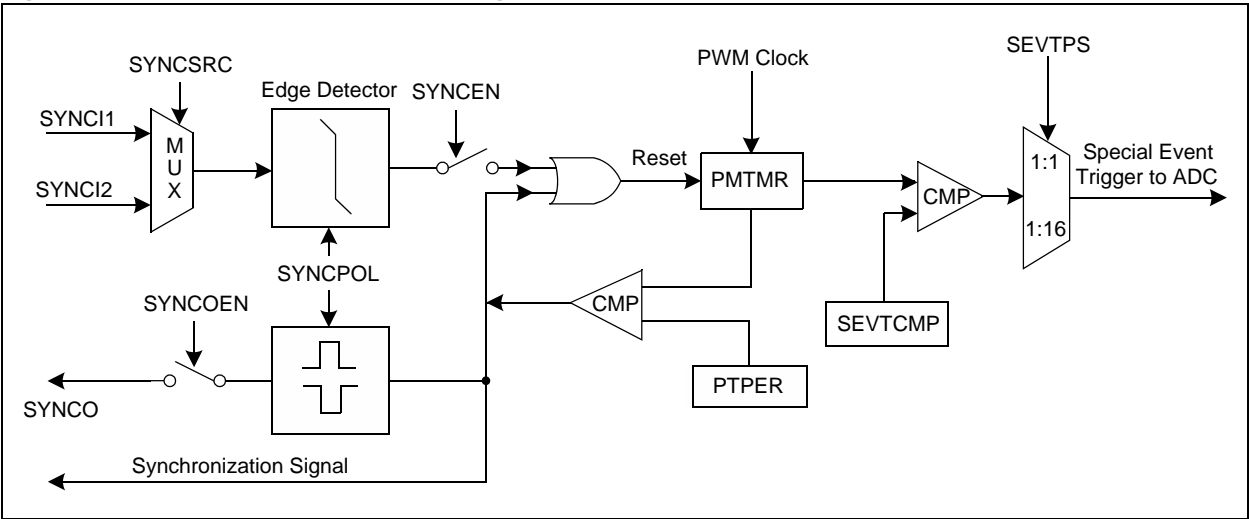 SYNCSRC
SYNCI1
SYNCI2
M
U
X
Edge Detector
SYNCEN
SYNCPOL
SYNCOEN
SYNCO
Synchronization Signal
Reset
PWM Clock
PMTMR
CMP
PTPER
CMP
SEVTCMP
SEVTPS
1:1
1:16
Special Event
Trigger to ADC